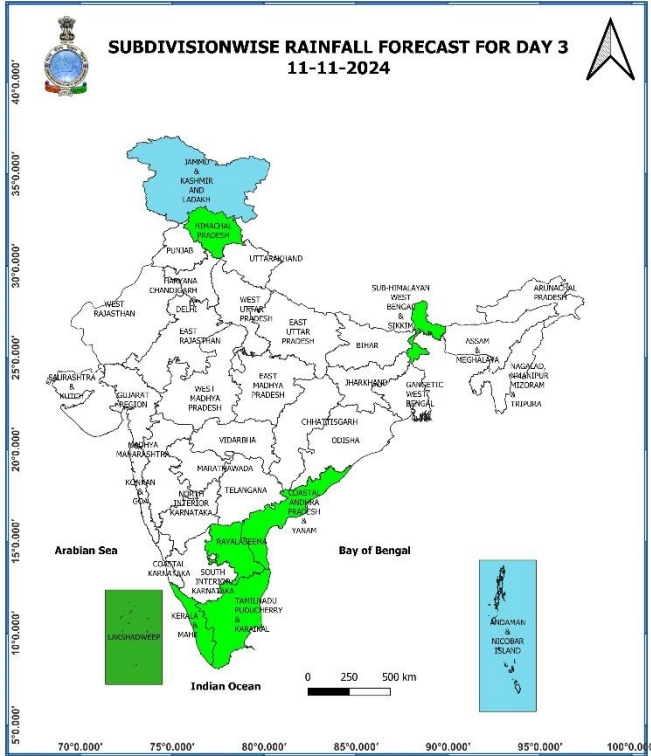 SUBDIVISIONWISE RAINFALL FORECAST FOR DAY 3
11-11-2024
40°0.000'
35°0.000'
30°0.000'
25°0.000'
20°0.000'
15°0.000'
10°0.000'
5°0.000'
JAMMU
&
KASHMIR
AND
LADAKH
HIMACHAL
PRADESH
PUNJAB
UTTARAKHAND
HARYANA
CHANDIGARH
&
DELHI
WEST
RAJASTHAN
WEST
UTTAR
PRADESH
EAST
RAJASTHAN
EAST
UTTAR
PRADESH
SUB-HIMALAYAN
WEST
BENGAL
&
SIKKIM
ARUNACHAL
PRADESH
BIHAR
ASSAM
&
MEGHALAYA
NAGALAD,
MANIPUR
MIZORAM
&
TRIPURA
SAURASHTRA
&
KUTCH
GUJARAT
REGION
WEST
MADHYA
PRADESH
EAST
MADHYA
PRADESH
JHARKHAND
GANGETIC
WEST
BENGAL
CHHATTISGARH
ODISHA
VIDARBHA
MADHYA
MAHARASHTRA
MARATHAWADA
KONKAN
&
GOA
NORTH
INTERIOR
KARNATAKA
TELANGANA
COASTAL
ANDHRA
PRADESH
&
YANAM
RAYALASEEMA
Arabian Sea
Bay of Bengal
COASTAL
KARNATAKA
SOUTH
INTERIOR
KARNATAKA
TAMILNADU
PUDUCHERRY
&
KARAIKAL
KERALA
&
MAHE
LAKSHADWEEP
ANDAMAN
&
NICOBAR
ISLAND
Indian Ocean
0 250 500 km
70°0.000' 75°0.000' 80°0.000' 85°0.000' 90°0.000' 95°0.000' 100°0.000'